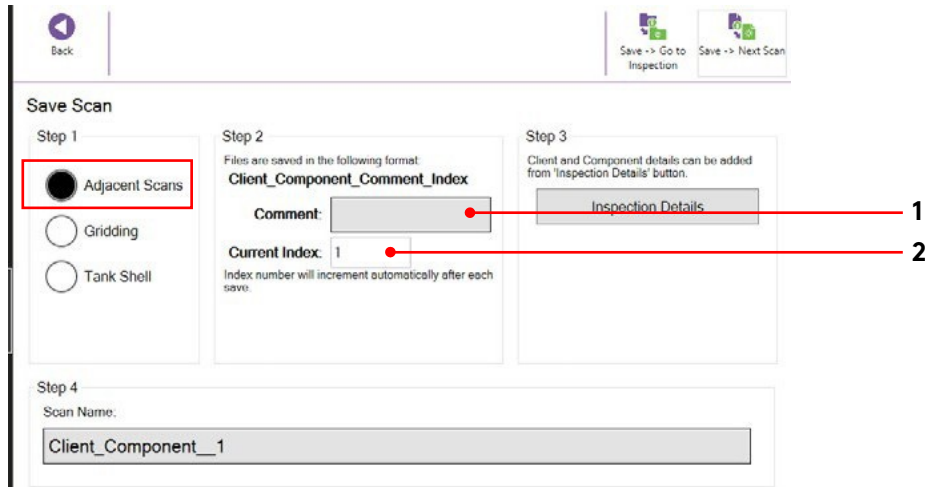 Back
Save -> Go to
Inspection
Save -> Next Scan
Save Scan
Step 1
Adjacent Scans
Gridding
Tank Shell
Step 2
Files are saved in the following format:
Client_Component_Comment_Index
Comment:
Current Index: 1
Index number will increment automatically after each
save.
Step 3
Client and Component details can be added
from 'Inspection Details' button.
Inspection Details
1
2
Step 4
Scan Name:
Client_Component__1